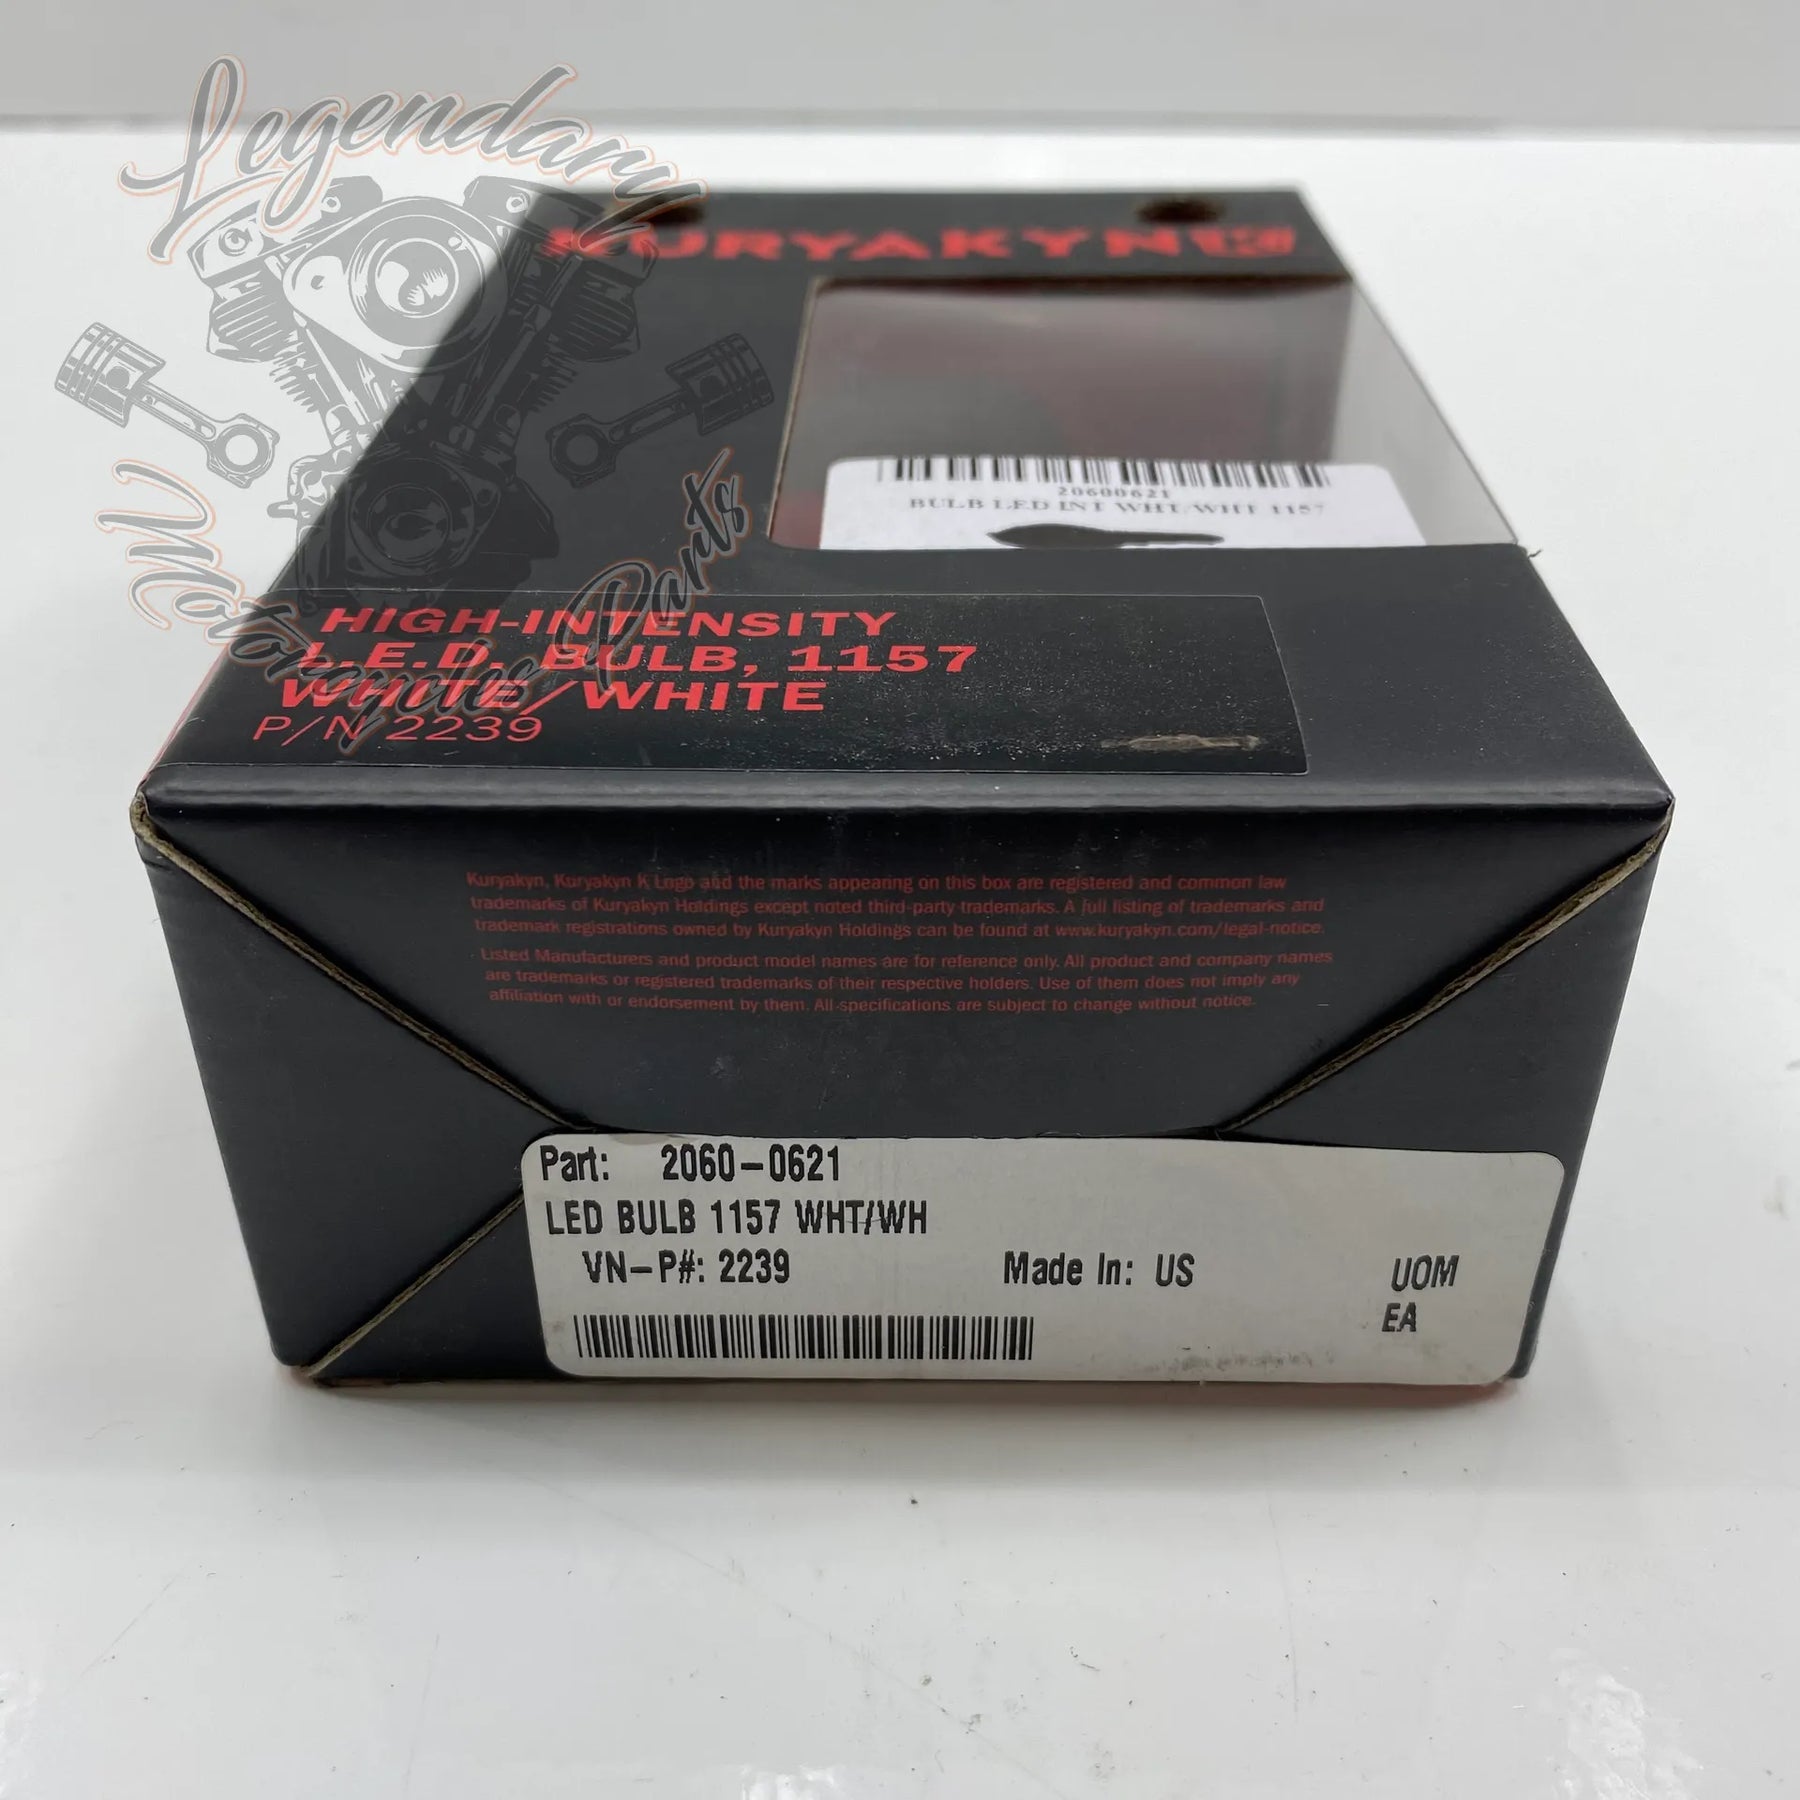 Legendary
Motorcycles Parts
KURYAKYN
20600621
BULB LED INT WHT/WHT 1157
HIGH-INTENSITY
L.E.D. BULB, 1157
WHITE/WHITE
P/N 2239
Kuryakyn, Kuryakyn K Logo and the marks appearing on this box are registered and common law
trademarks of Kuryakyn Holdings except noted third-party trademarks. A full listing of trademarks and
trademark registrations owned by Kuryakyn Holdings can be found at www.kuryakyn.com/legal-notice.
Listed Manufacturers and product model names are for reference only. All product and company names
are trademarks or registered trademarks of their respective holders. Use of them does not imply any
affiliation with or endorsement by them. All specifications are subject to change without notice.
Part: 2060-0621
LED BULB 1157 WHT/WH
VN-P#: 2239 Made In: US UOM
EA